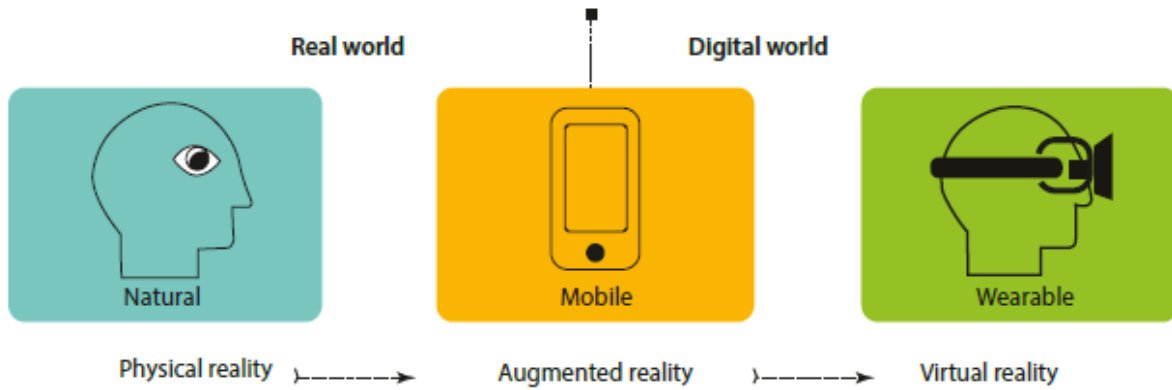 Real world
Digital world
Natural
Mobile
Wearable
Physical reality
Augmented reality
Virtual reality